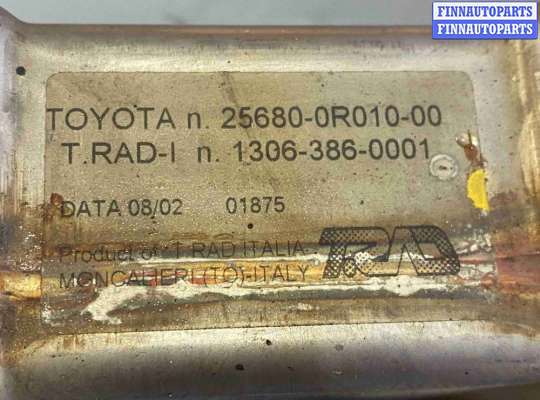 FINNAUTOPARTS
FINNAUTOPARTS
TOYOTA n. 25680-0R010-00
T.RAD-I n. 1306-386-0001
DATA 08/02 01875
Product of T.RAD ITALIA
MONCALIERI (TO) ITALY
T.RAD